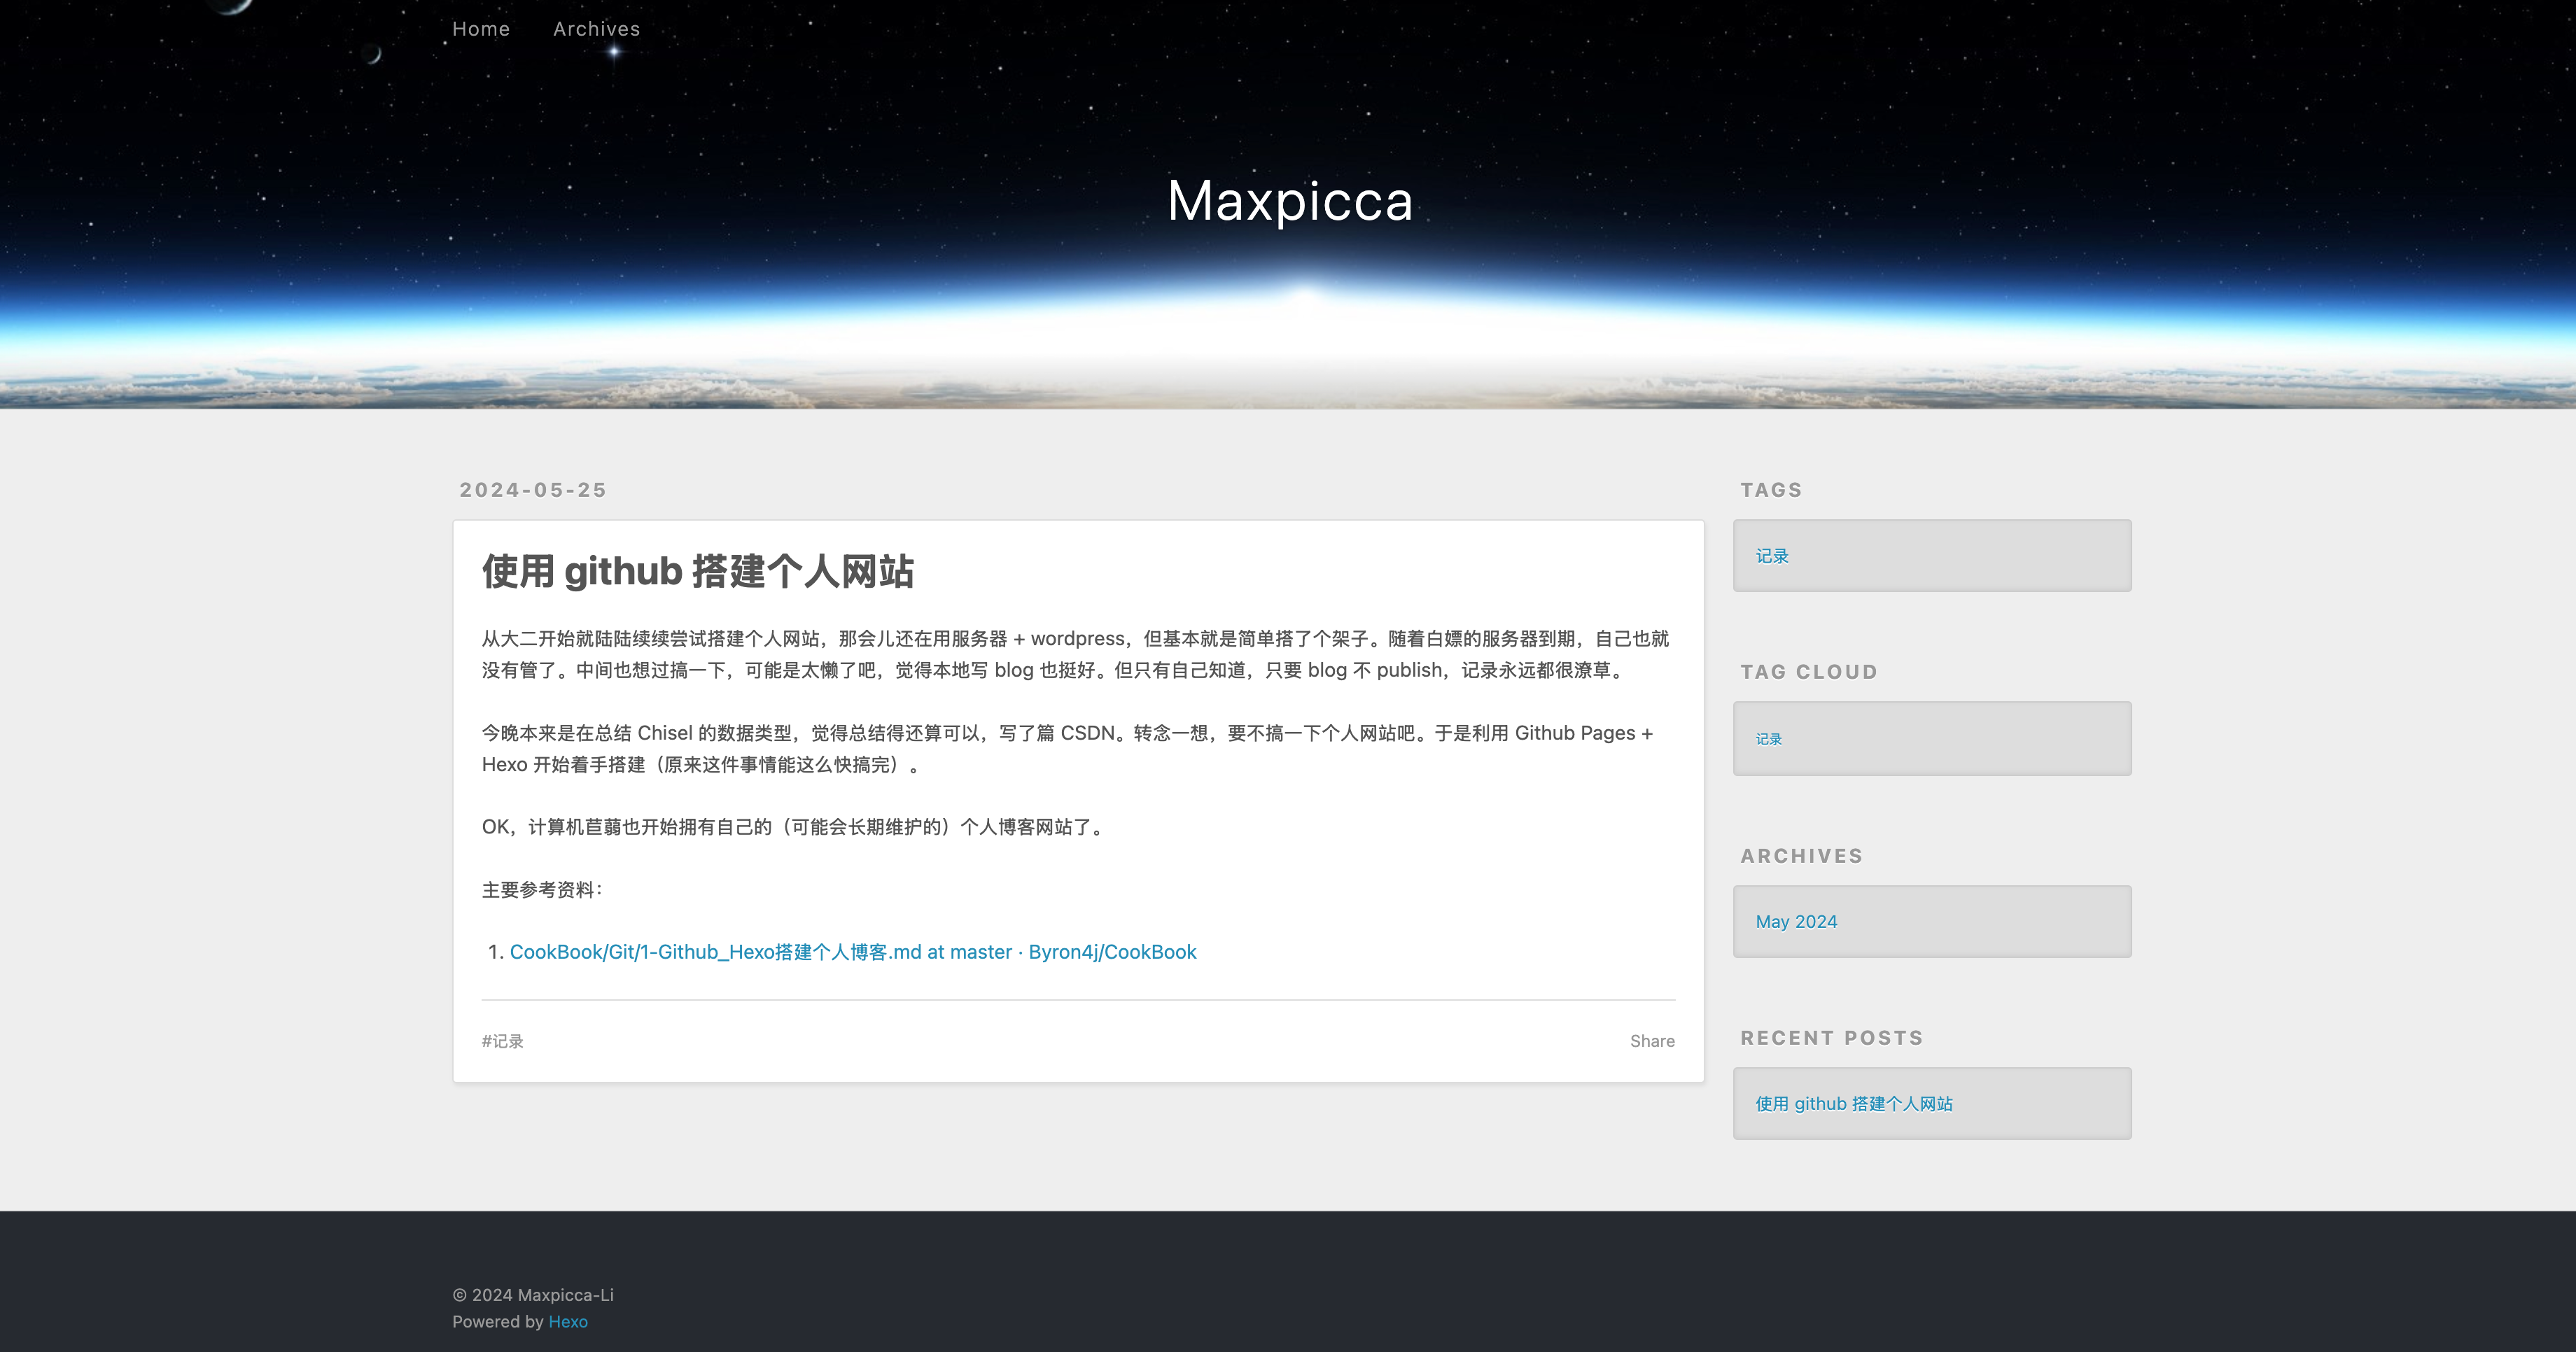 Home Archives
Maxpicca
2024-05-25
使用 github 搭建个人网站
从大二开始就陆陆续续尝试搭建个人网站，那会儿还在用服务器 + wordpress，但基本就是简单搭了个架子。随着白嫖的服务器到期，自己也就
没有管了。中间也想过搞一下，可能是太懒了吧，觉得本地写 blog 也挺好。但只有自己知道，只要 blog 不 publish，记录永远都很潦草。
今晚本来是在总结 Chisel 的数据类型，觉得总结得还算可以，写了篇 CSDN。转念一想，要不搞一下个人网站吧。于是利用 Github Pages +
Hexo 开始着手搭建（原来这件事情能这么快搞完）。
OK，计算机苣蒻也开始拥有自己的（可能会长期维护的）个人博客网站了。
主要参考资料：
1. CookBook/Git/1-Github_Hexo搭建个人博客.md at master · Byron4j/CookBook
#记录 Share
TAGS
记录
TAG CLOUD
记录
ARCHIVES
May 2024
RECENT POSTS
使用 github 搭建个人网站
© 2024 Maxpicca-Li
Powered by Hexo